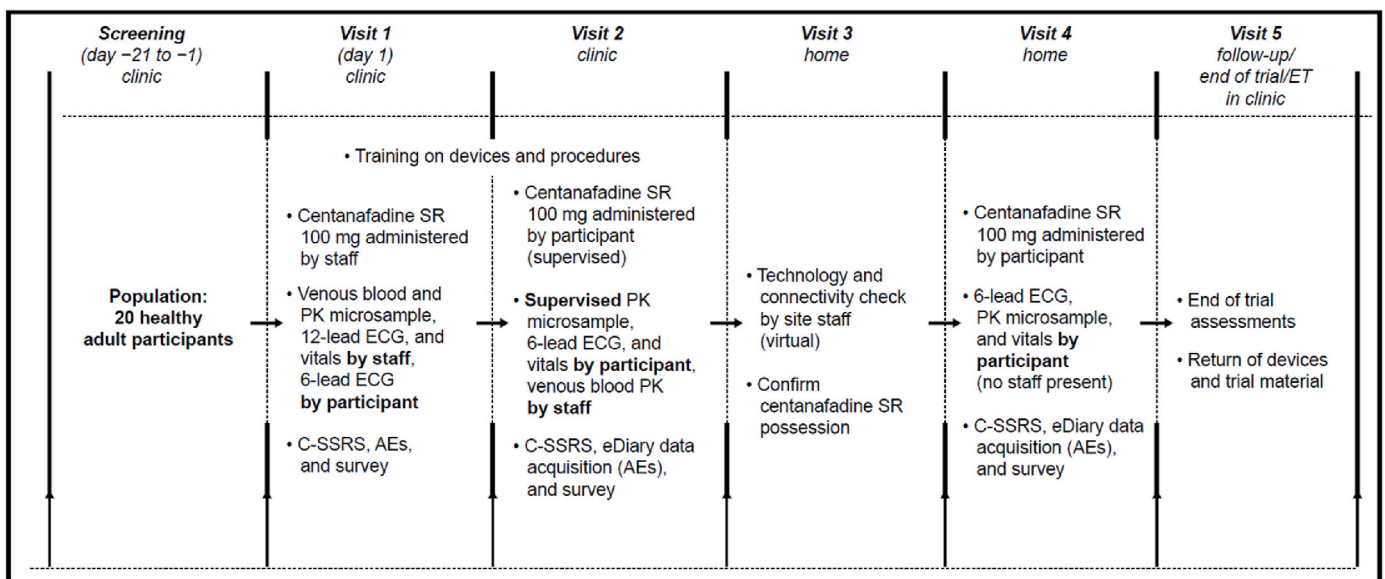 Screening
(day −21 to −1)
clinic
Visit 1
(day 1)
clinic
Visit 2
clinic
Visit 3
home
Visit 4
home
Visit 5
follow-up/
end of trial/ET
in clinic
• Training on devices and procedures
Population:
20 healthy
adult participants
• Centanafadine SR
100 mg administered
by staff
• Venous blood and
PK microsample,
12-lead ECG, and
vitals by staff,
6-lead ECG
by participant
• C-SSRS, AEs,
and survey
• Centanafadine SR
100 mg administered
by participant
(supervised)
• Supervised PK
microsample,
6-lead ECG, and
vitals by participant,
venous blood PK
by staff
• C-SSRS, eDiary data
acquisition (AEs),
and survey
• Technology and
connectivity check
by site staff
(virtual)
• Confirm
centanafadine SR
possession
• Centanafadine SR
100 mg administered
by participant
• 6-lead ECG,
PK microsample,
and vitals by
participant
(no staff present)
• C-SSRS, eDiary data
acquisition (AEs),
and survey
• End of trial
assessments
• Return of devices
and trial material